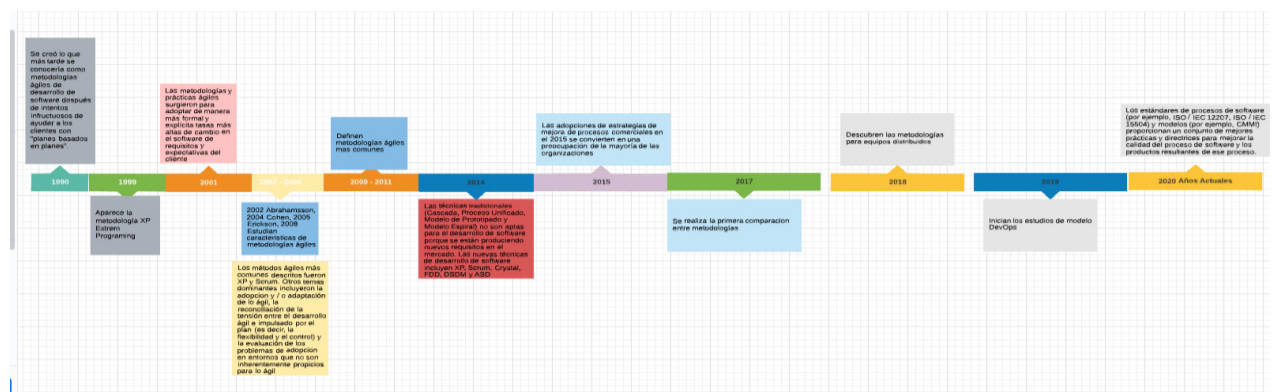 Se creó lo que
más tarde se
conocería como
metodologías
ágiles de
desarrollo de
software después
de intentos
infructuosos de
ayudar a los
clientes con
"planes basados
en planes".
1990
1999
Aparece la
metodología XP
Estrem
Programing
Las metodologías y
prácticas ágiles
surgieron para
adoptar de manera
más formal y
explícita tasas más
altas de cambio en
el software de
requisitos y
expectativas del
cliente
2001
2002 Abrahamsson,
2004 Cohen, 2005
Erickson, 2008
Estudian
características de
metodologías ágiles
Los métodos ágiles más
comunes descritos fueron
XP y Scrum. Otros temas
dominantes incluyeron la
adopcion y / o adaptación
de lo ágil, la
reconciliación de la
tensión entre el desarrollo
ágil e impulsado por el
plan (es decir, la
flexibilidad y el control) y
la evaluación de los
problemas de adopcion
en entornos que no son
inherentemente propicios
para lo ágil
Definen
metodologías ágiles
mas comunes
2009 - 2011
2014
Las técnicas tradicionales
(Cascada, Proceso Unificado,
Modelo de Prototipado y
Modelo Espiral) no son aptas
para el desarrollo de software
porque se están produciendo
nuevos requisitos en el
mercado. Las nuevas técnicas
de desarrollo de software
incluyen XP, Scrum, Crystal,
FDD, DSDM y ASD
Las adopciones de estrategias de
mejora de procesos comerciales en
el 2015 se convierten en una
preocupación de la mayoría de las
organizaciones
2015
2017
Se realiza la primera comparacion
entre metodologías
Descubren las metodologías
para equipos distribuidos
2018
2019
Inician los estudios de modelo
DevOps
Los estándares de procesos de software
(por ejemplo, ISO / IEC 12207, ISO / IEC
15504) y modelos (por ejemplo, CMMI)
proporcionan un conjunto de mejores
prácticas y directrices para mejorar la
calidad del proceso de software y los
productos resultantes de ese proceso.
2020 Años Actuales